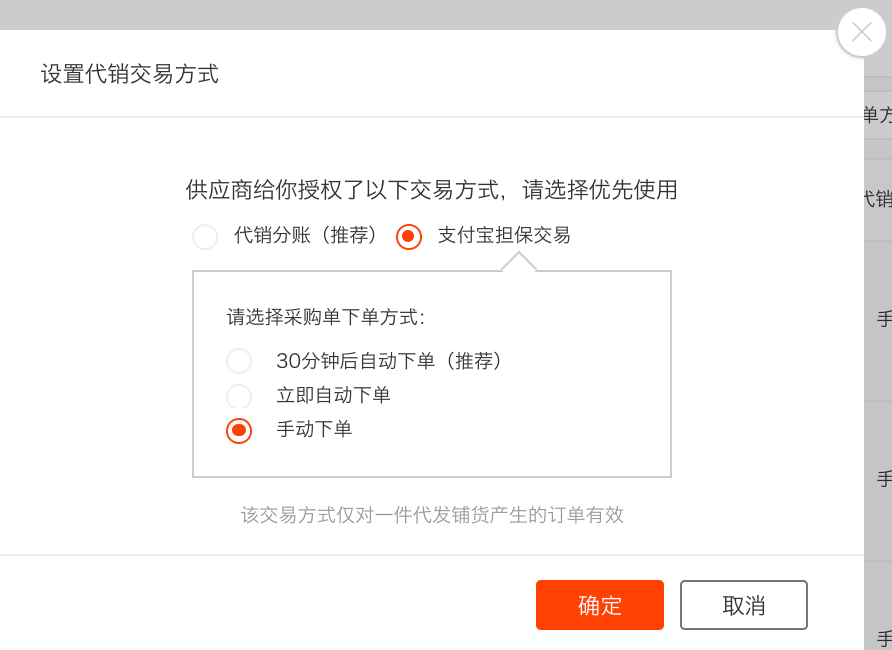 设置代销交易方式
单方
代销
供应商给你授权了以下交易方式，请选择优先使用
代销分账（推荐） 支付宝担保交易
请选择采购单下单方式：
手
30分钟后自动下单（推荐）
立即自动下单
手动下单
手
该交易方式仅对一件代发铺货产生的订单有效
确定 取消
手